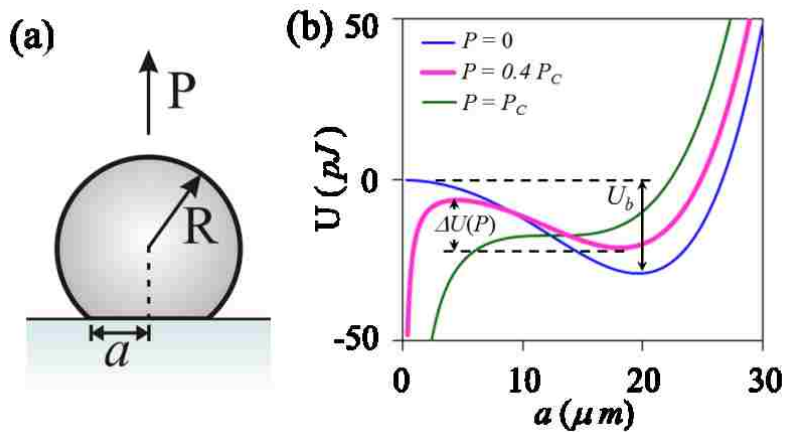 (a)
P
R
a
(b)
U (pJ)
50
0
-50
P = 0
P = 0.4 P_C
P = P_C
ΔU(P)
U_b
0 10 20 30
a (μm)